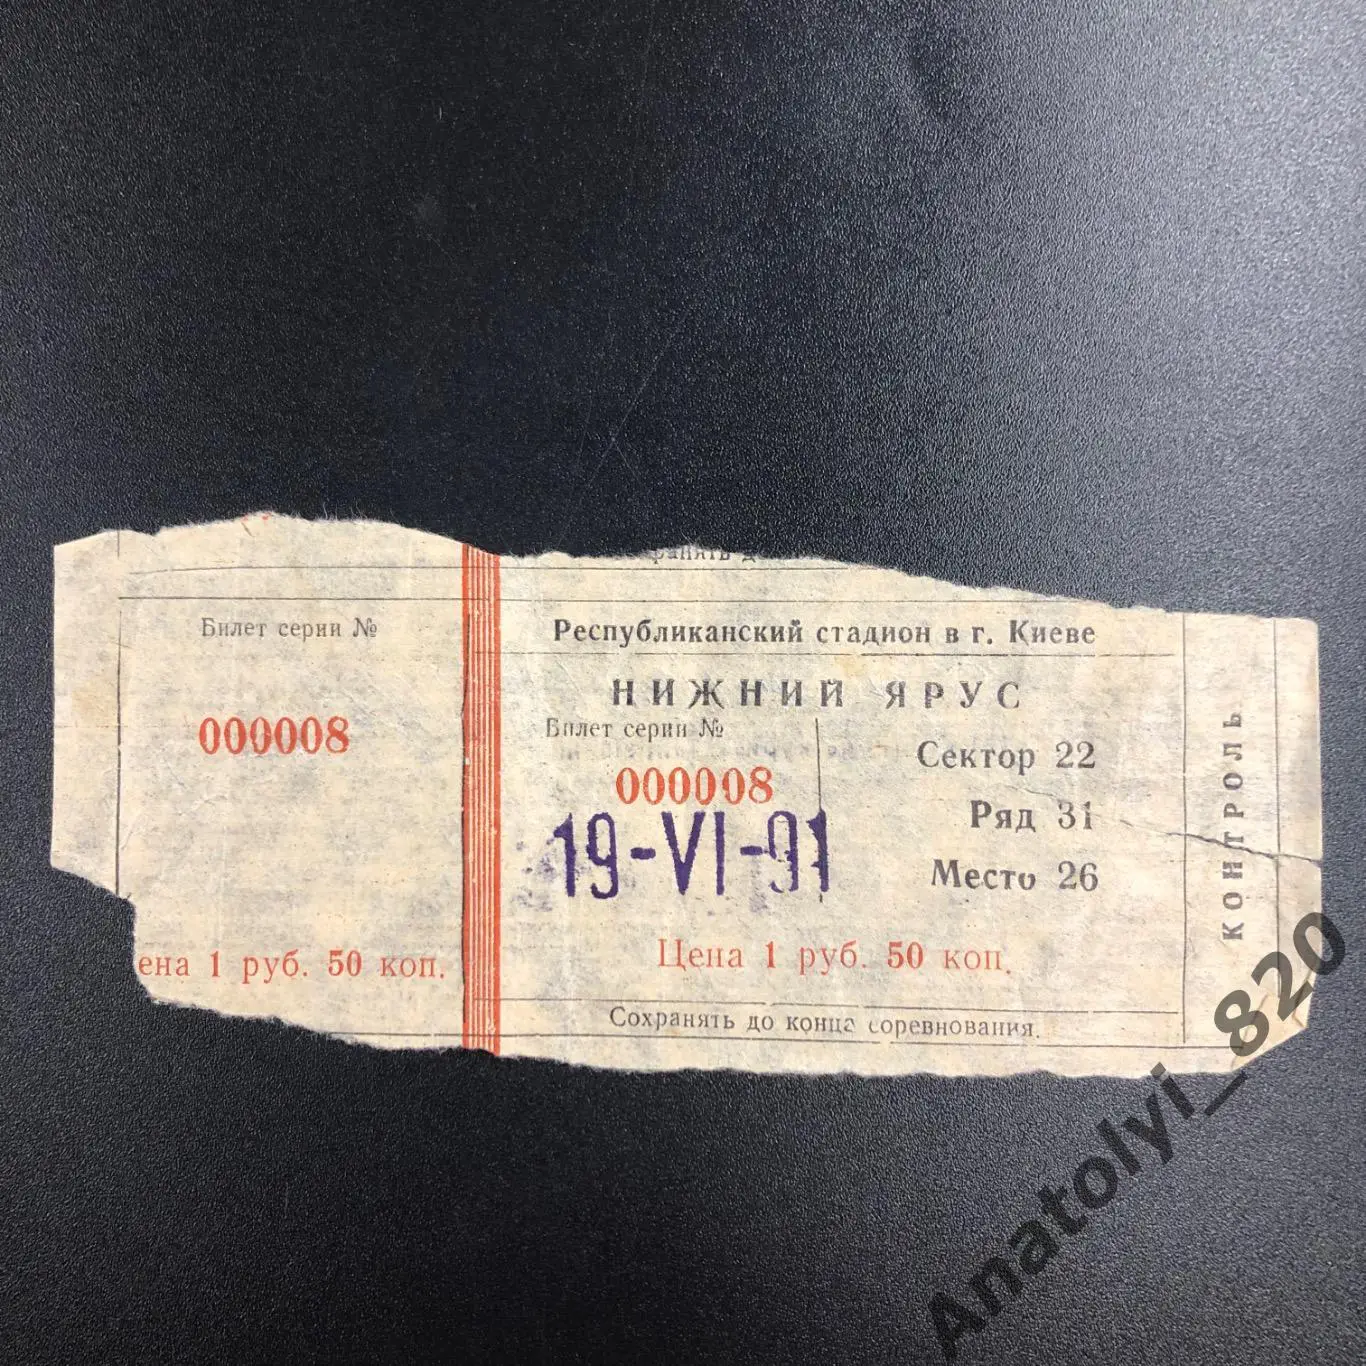 Билет серии №
000008
ена 1 руб. 50 коп.
Республиканский стадион в г. Киеве
НИЖНИЙ ЯРУС
Билет серии №
000008
19-VI-91
Сектор 22
Ряд 31
Место 26
Цена 1 руб. 50 коп.
Сохранять до конца соревнования.
КОНТРОЛЬ
Anatolyi_820